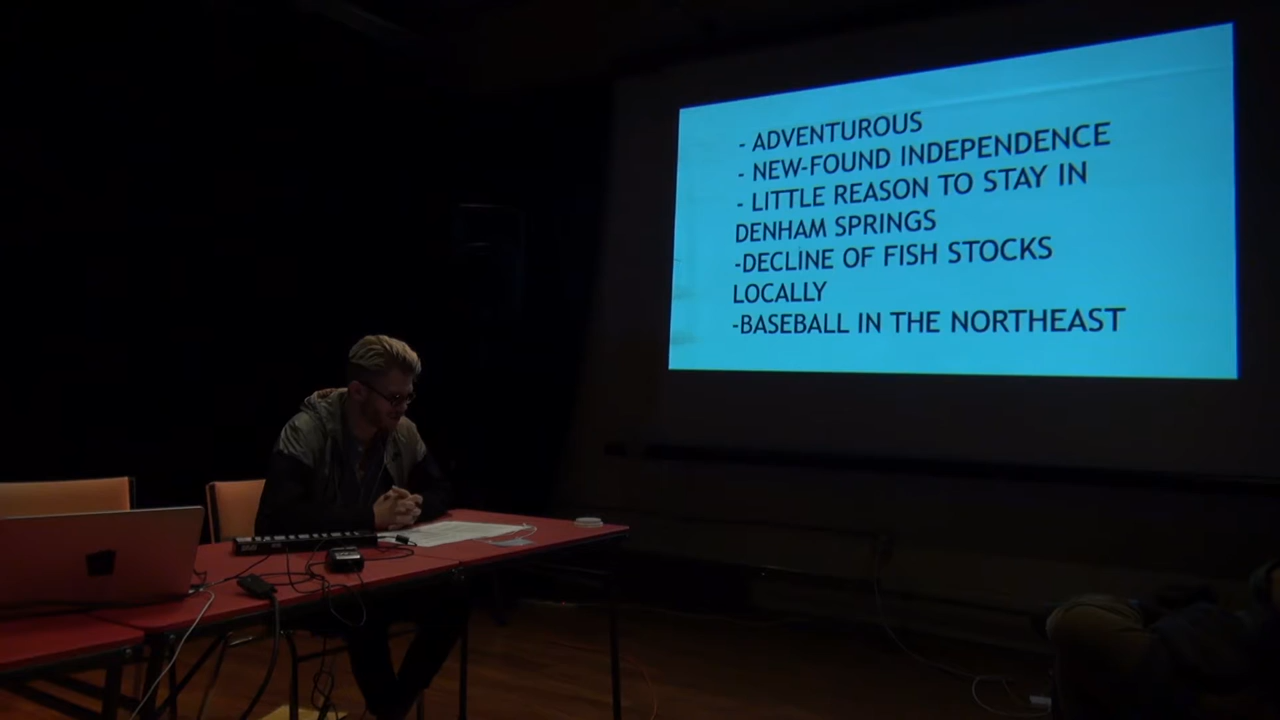 - ADVENTUROUS
- NEW-FOUND INDEPENDENCE
- LITTLE REASON TO STAY IN
DENHAM SPRINGS
-DECLINE OF FISH STOCKS
LOCALLY
-BASEBALL IN THE NORTHEAST